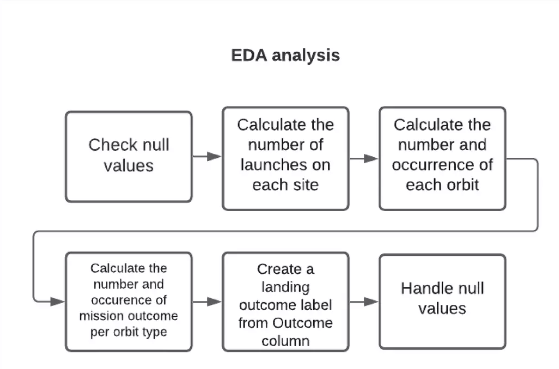 EDA analysis
Check null
values
Calculate the
number of
launches on
each site
Calculate the
number and
occurrence of
each orbit
Calculate the
number and
occurence of
mission outcome
per orbit type
Create a
landing
outcome label
from Outcome
column
Handle null
values